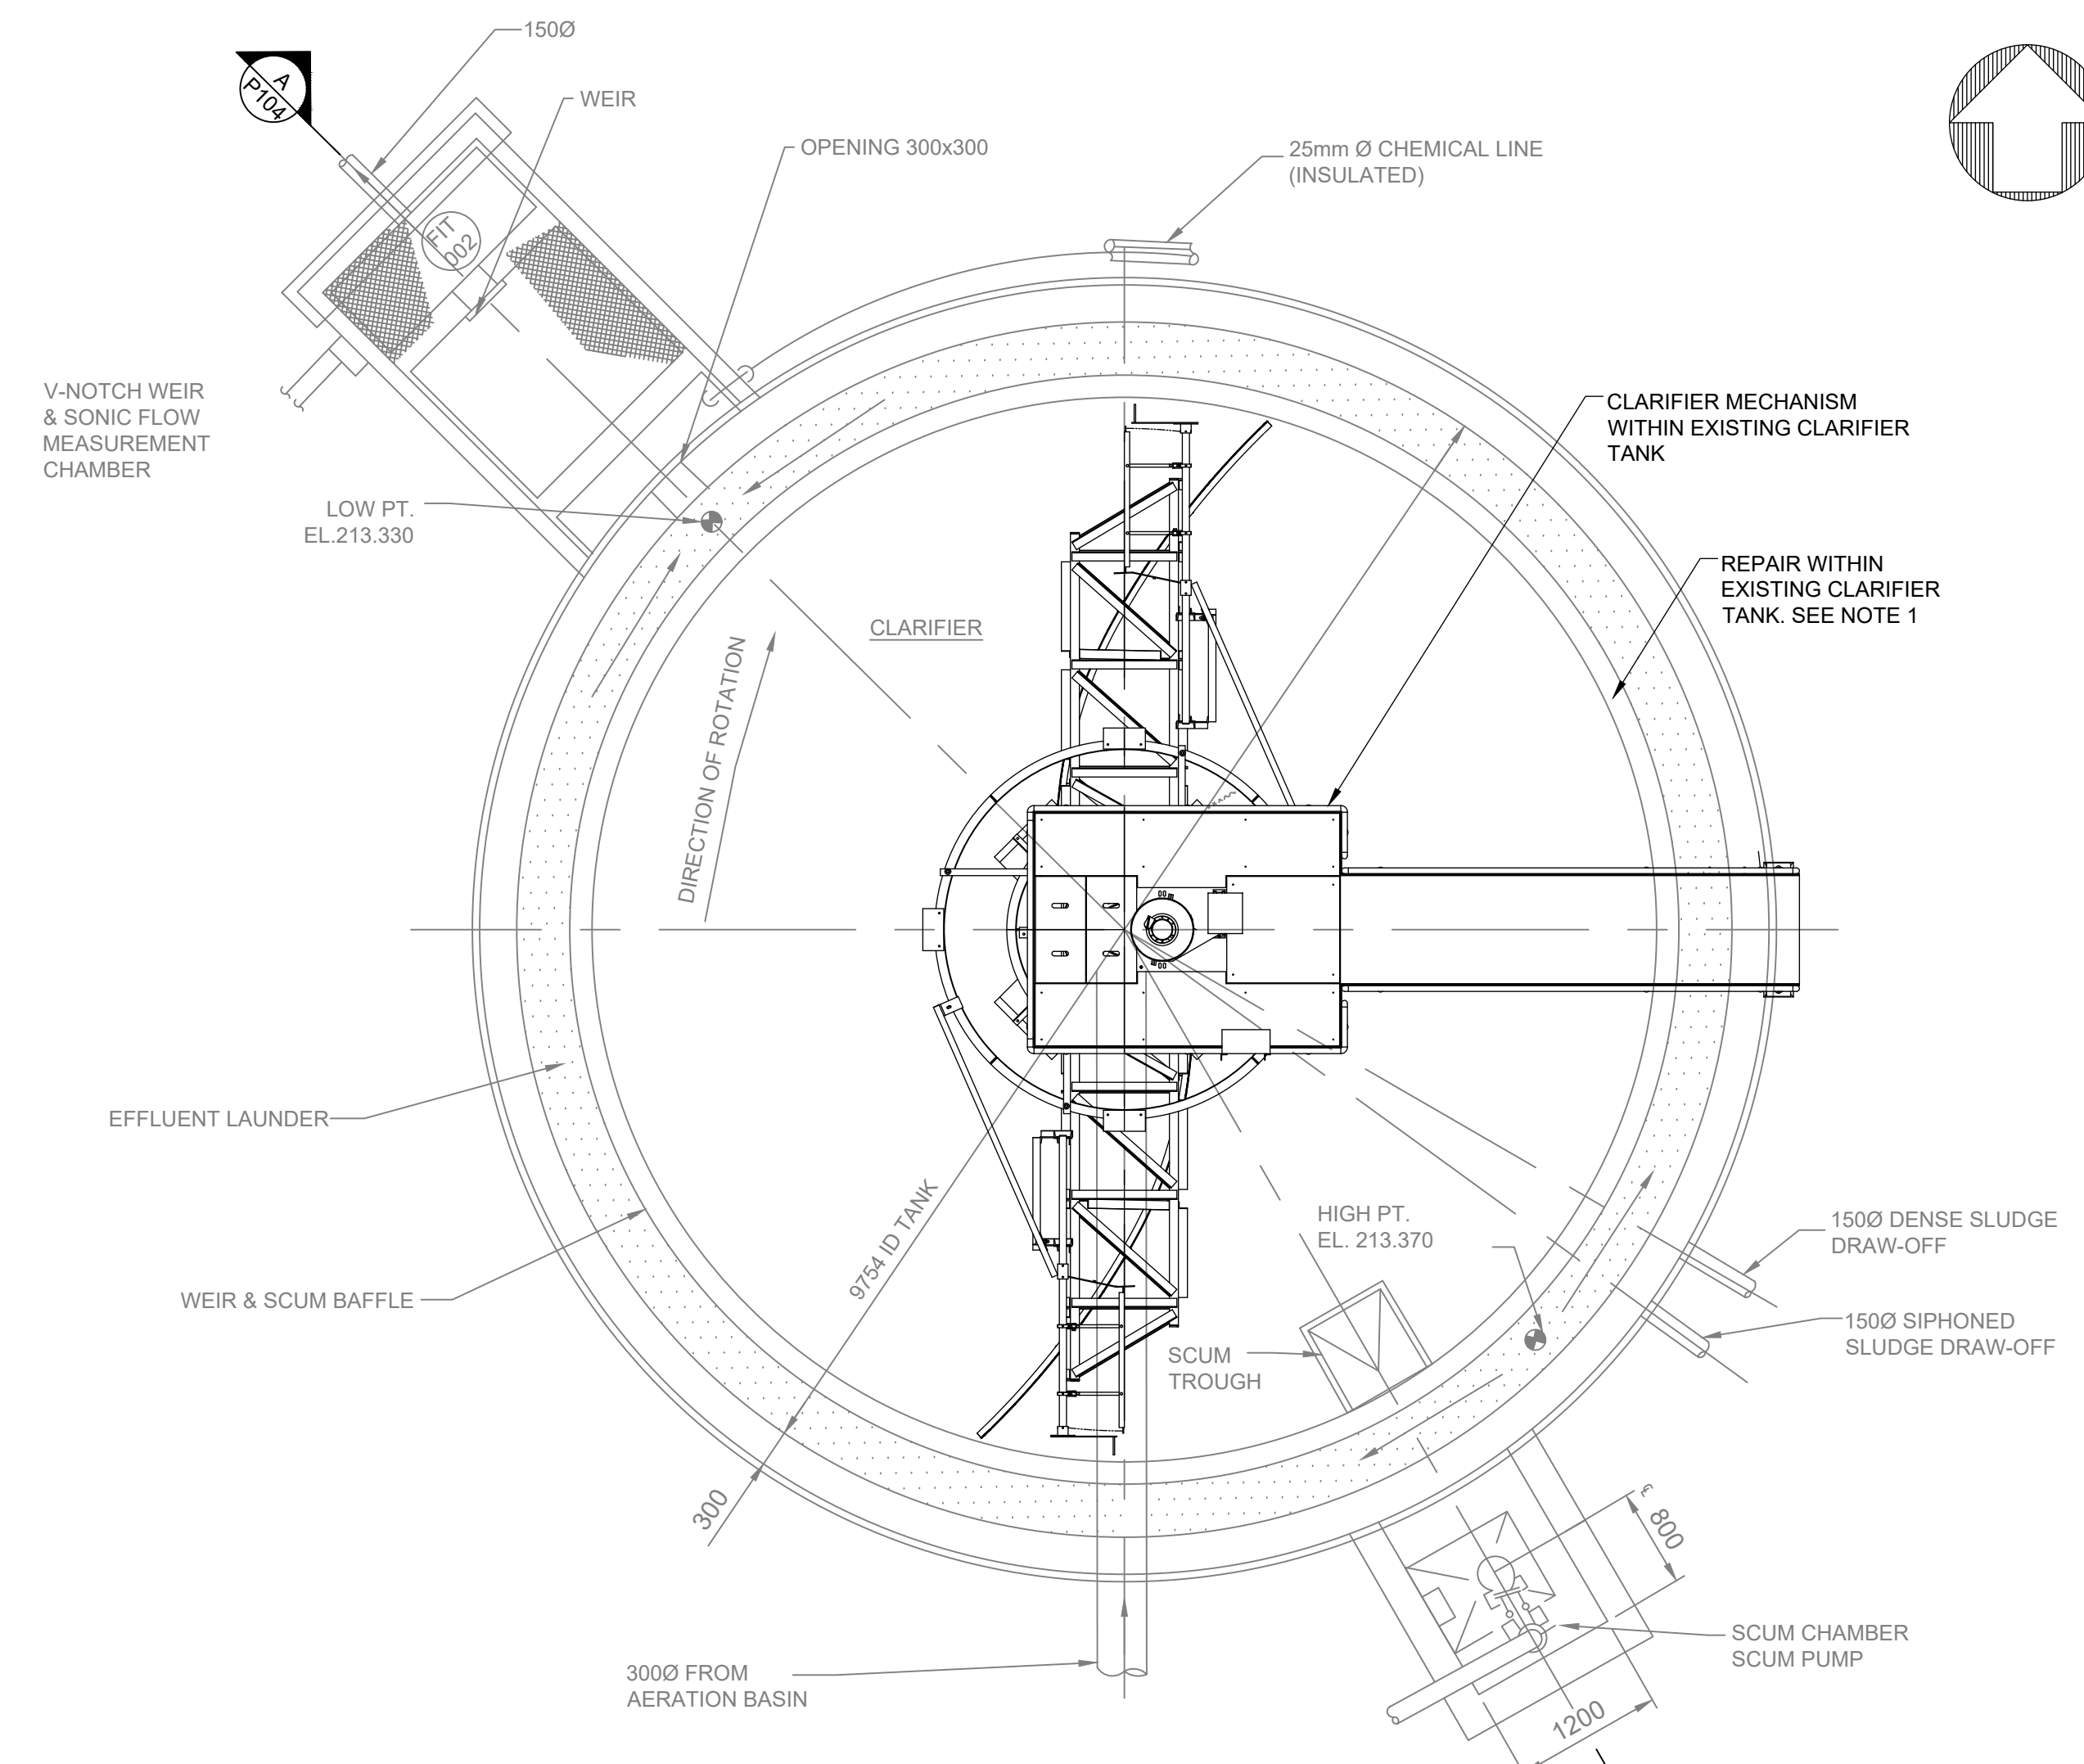 150Ø
A
P104
WEIR
OPENING 300x300
25mm Ø CHEMICAL LINE
(INSULATED)
FIT
002
V-NOTCH WEIR
& SONIC FLOW
MEASUREMENT
CHAMBER
CLARIFIER MECHANISM
WITHIN EXISTING CLARIFIER
TANK
LOW PT.
EL.213.330
REPAIR WITHIN
EXISTING CLARIFIER
TANK. SEE NOTE 1
CLARIFIER
DIRECTION OF ROTATION
EFFLUENT LAUNDER
9754 ID TANK
HIGH PT.
EL. 213.370
150Ø DENSE SLUDGE
DRAW-OFF
WEIR & SCUM BAFFLE
150Ø SIPHONED
SLUDGE DRAW-OFF
SCUM
TROUGH
300
℄
800
SCUM CHAMBER
SCUM PUMP
300Ø FROM
AERATION BASIN
1200